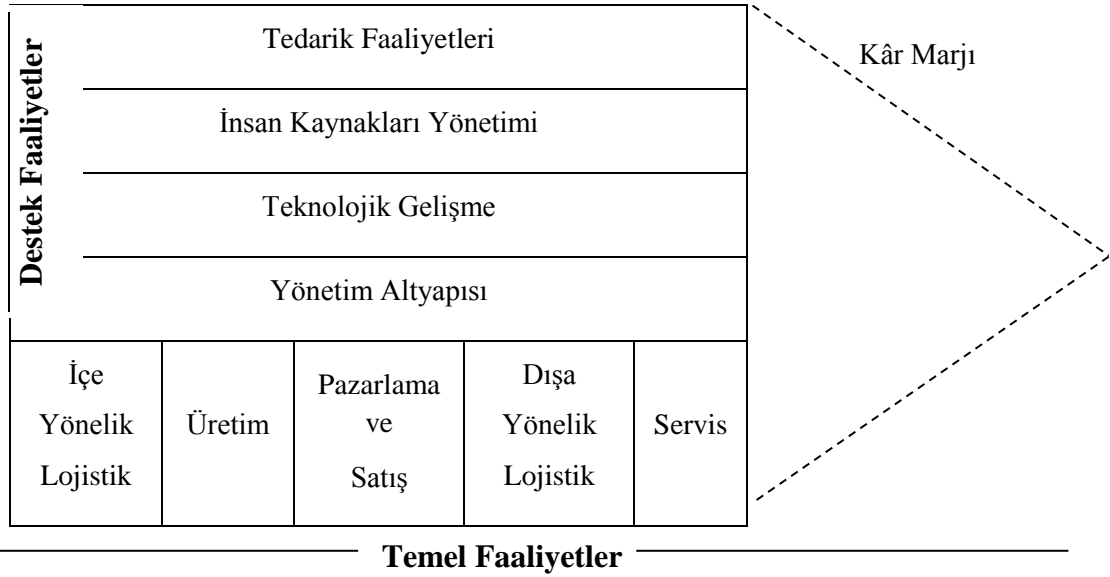 Destek Faaliyetler
Tedarik Faaliyetleri
Kâr Marjı
İnsan Kaynakları Yönetimi
Teknolojik Gelişme
Yönetim Altyapısı
İçe
Yönelik
Lojistik
Üretim
Pazarlama
ve
Satış
Dışa
Yönelik
Lojistik
Servis
Temel Faaliyetler